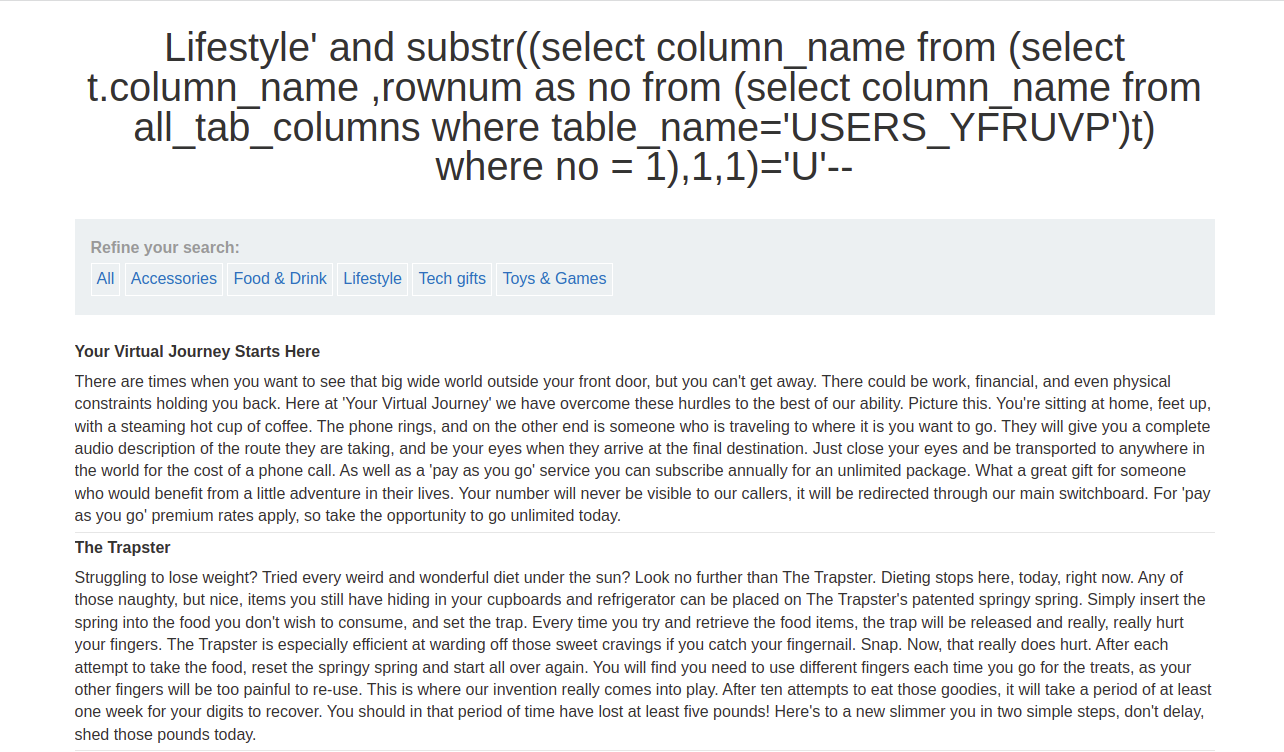 Lifestyle' and substr((select column_name from (select
t.column_name ,rownum as no from (select column_name from
all_tab_columns where table_name='USERS_YFRUVP')t)
where no = 1),1,1)='U'--
Refine your search:
All Accessories Food & Drink Lifestyle Tech gifts Toys & Games
Your Virtual Journey Starts Here
There are times when you want to see that big wide world outside your front door, but you can't get away. There could be work, financial, and even physical
constraints holding you back. Here at 'Your Virtual Journey' we have overcome these hurdles to the best of our ability. Picture this. You're sitting at home, feet up,
with a steaming hot cup of coffee. The phone rings, and on the other end is someone who is traveling to where it is you want to go. They will give you a complete
audio description of the route they are taking, and be your eyes when they arrive at the final destination. Just close your eyes and be transported to anywhere in
the world for the cost of a phone call. As well as a 'pay as you go' service you can subscribe annually for an unlimited package. What a great gift for someone
who would benefit from a little adventure in their lives. Your number will never be visible to our callers, it will be redirected through our main switchboard. For 'pay
as you go' premium rates apply, so take the opportunity to go unlimited today.
The Trapster
Struggling to lose weight? Tried every weird and wonderful diet under the sun? Look no further than The Trapster. Dieting stops here, today, right now. Any of
those naughty, but nice, items you still have hiding in your cupboards and refrigerator can be placed on The Trapster's patented springy spring. Simply insert the
spring into the food you don't wish to consume, and set the trap. Every time you try and retrieve the food items, the trap will be released and really, really hurt
your fingers. The Trapster is especially efficient at warding off those sweet cravings if you catch your fingernail. Snap. Now, that really does hurt. After each
attempt to take the food, reset the springy spring and start all over again. You will find you need to use different fingers each time you go for the treats, as your
other fingers will be too painful to re-use. This is where our invention really comes into play. After ten attempts to eat those goodies, it will take a period of at least
one week for your digits to recover. You should in that period of time have lost at least five pounds! Here's to a new slimmer you in two simple steps, don't delay,
shed those pounds today.